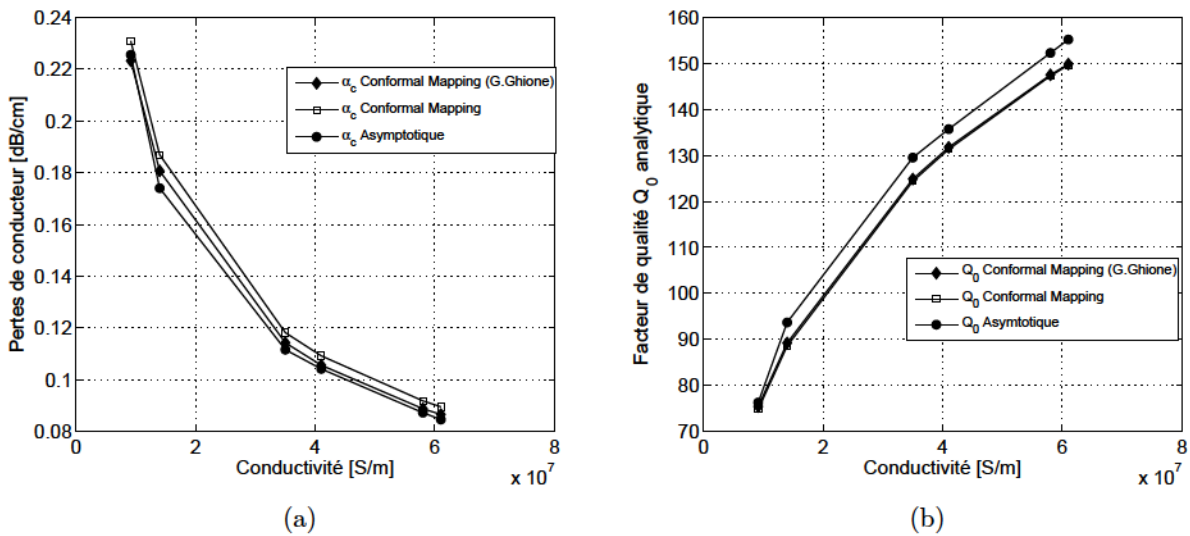 0.24
0.22
0.2
0.18
0.16
0.14
0.12
0.1
0.08
Pertes de conducteur [dB/cm]
α_c Conformal Mapping (G.Ghione)
α_c Conformal Mapping
α_c Asymptotique
0 2 4 6 8
Conductivité [S/m]
x 10^7
(a)
160
150
140
130
120
110
100
90
80
70
Facteur de qualité Q_0 analytique
Q_0 Conformal Mapping (G.Ghione)
Q_0 Conformal Mapping
Q_0 Asymtotique
0 2 4 6 8
Conductivité [S/m]
x 10^7
(b)